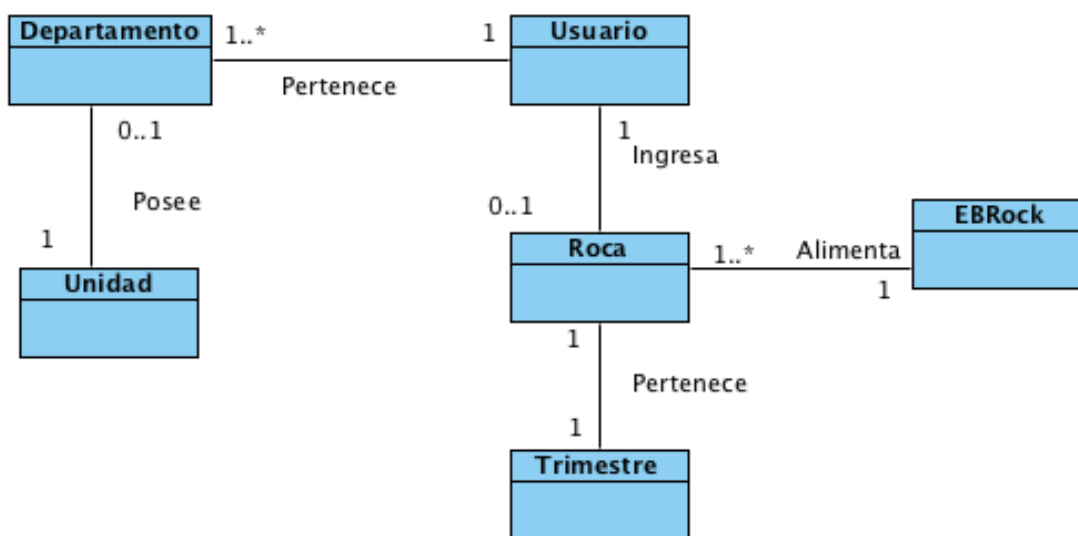 Departamento
1..*
1
Usuario
Pertenece
0..1
1
Ingresa
Posee
0..1
EBRock
1
Roca
1..*
Alimenta
Unidad
1
1
Pertenece
1
Trimestre